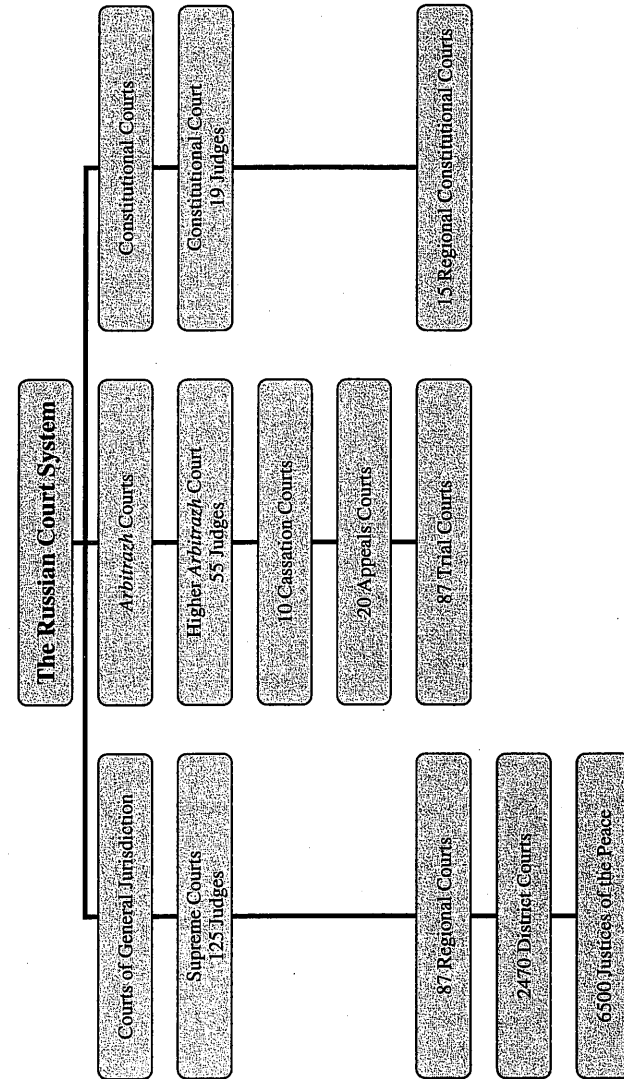 The Russian Court System
Courts of General Jurisdiction
Supreme Courts
125 Judges
87 Regional Courts
2470 District Courts
6500 Justices of the Peace
Arbitrazh Courts
Higher Arbitrazh Court
55 Judges
10 Cassation Courts
20 Appeals Courts
87 Trial Courts
Constitutional Courts
Constitutional Court
19 Judges
15 Regional Constitutional Courts